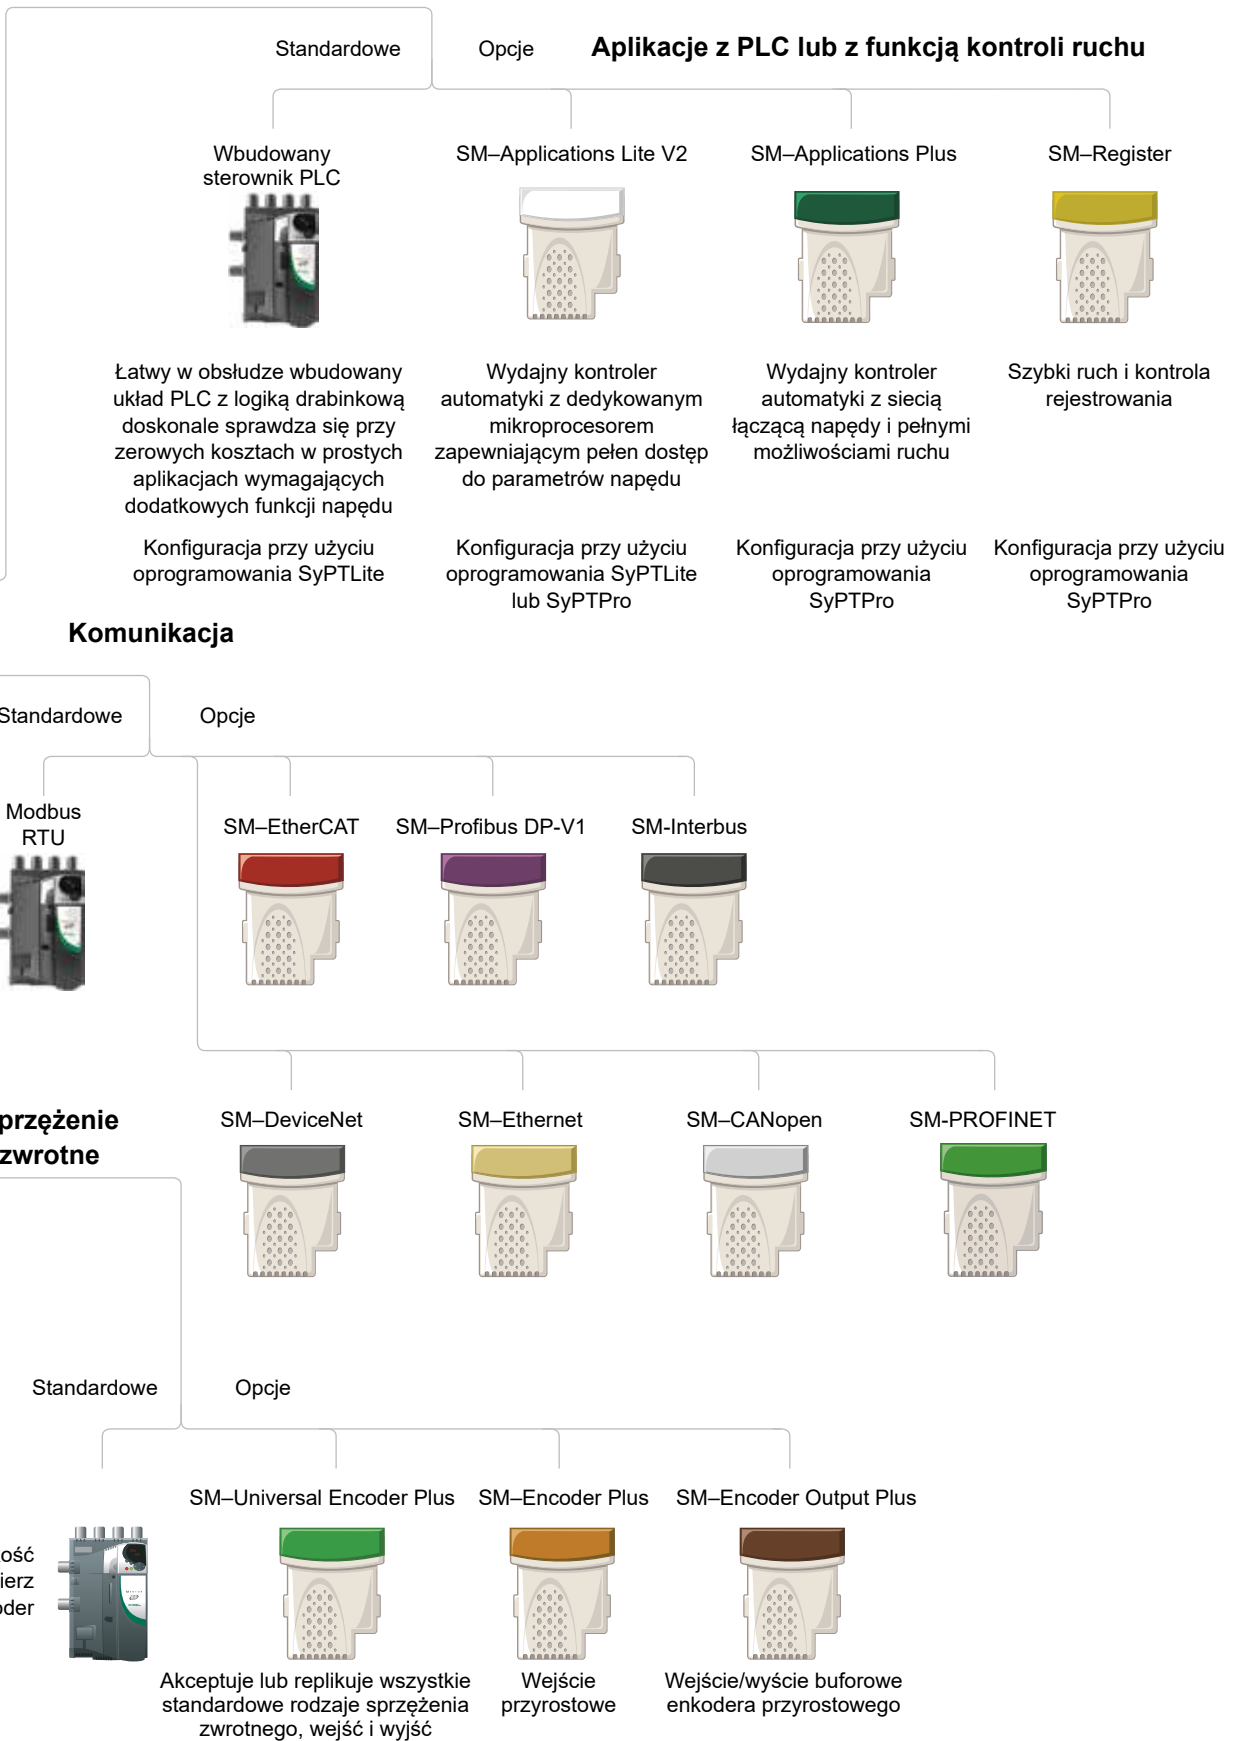 Standardowe
Opcje
Aplikacje z PLC lub z funkcją kontroli ruchu
Wbudowany
sterownik PLC
SM–Applications Lite V2
SM–Applications Plus
SM–Register
Łatwy w obsłudze wbudowany
układ PLC z logiką drabinkową
doskonale sprawdza się przy
zerowych kosztach w prostych
aplikacjach wymagających
dodatkowych funkcji napędu
Wydajny kontroler
automatyki z dedykowanym
mikroprocesorem
zapewniającym pełen dostęp
do parametrów napędu
Wydajny kontroler
automatyki z siecią
łączącą napędy i pełnymi
możliwościami ruchu
Szybki ruch i kontrola
rejestrowania
Konfiguracja przy użyciu
oprogramowania SyPTLite
Konfiguracja przy użyciu
oprogramowania SyPTLite
lub SyPTPro
Konfiguracja przy użyciu
oprogramowania
SyPTPro
Konfiguracja przy użyciu
oprogramowania
SyPTPro
Komunikacja
Standardowe
Opcje
Modbus
RTU
SM–EtherCAT
SM–Profibus DP-V1
SM-Interbus
SM–DeviceNet
SM–Ethernet
SM–CANopen
SM-PROFINET
przężenie
zwrotne
Standardowe
Opcje
SM–Universal Encoder Plus
SM–Encoder Plus
SM–Encoder Output Plus
ość
ierz
oder
Akceptuje lub replikuje wszystkie
standardowe rodzaje sprzężenia
zwrotnego, wejść i wyjść
Wejście
przyrostowe
Wejście/wyście buforowe
enkodera przyrostowego